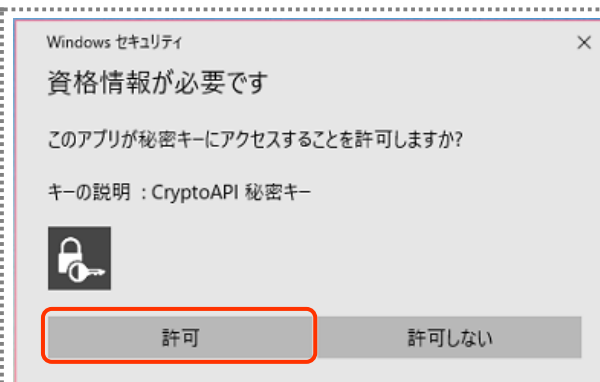 Windows セキュリティ
資格情報が必要です
このアプリが秘密キーにアクセスすることを許可しますか?
キーの説明 : CryptoAPI 秘密キー
許可
許可しない